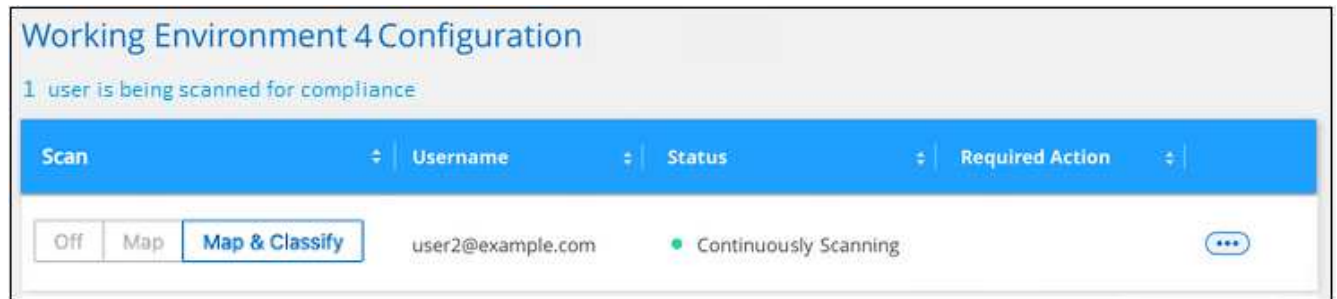 Working Environment 4 Configuration
1 user is being scanned for compliance
Scan Username Status Required Action
Off Map Map & Classify user2@example.com Continuously Scanning